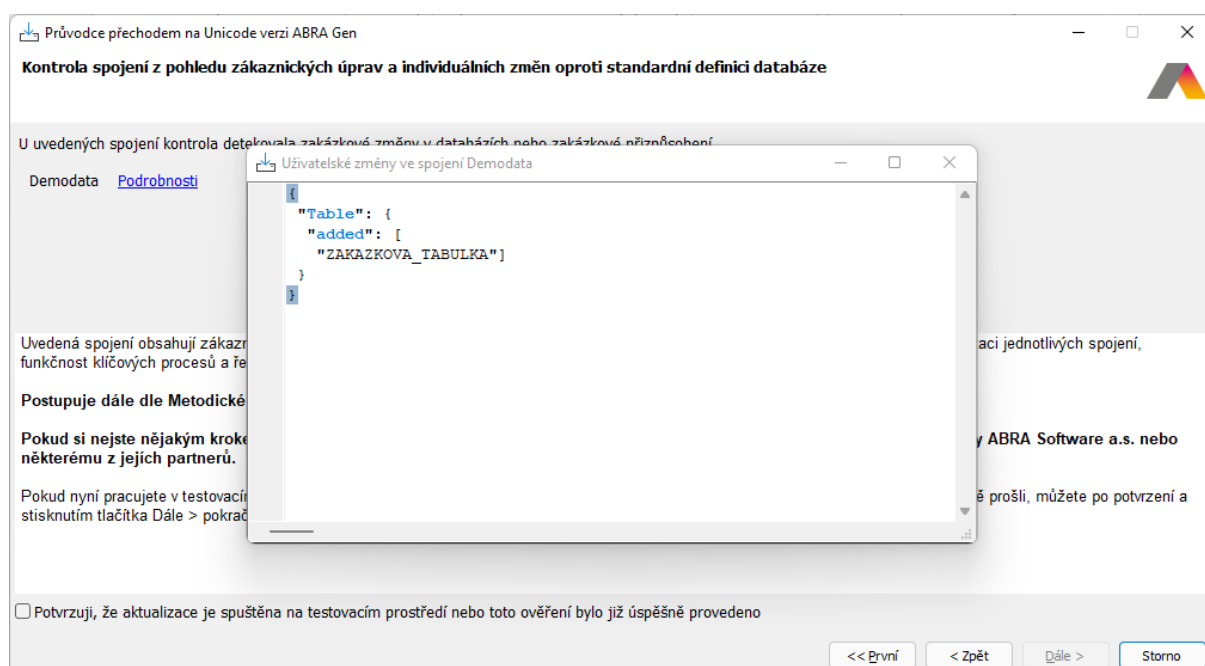 Průvodce přechodem na Unicode verzi ABRA Gen
Kontrola spojení z pohledu zákaznických úprav a individuálních změn oproti standardní definici databáze
U uvedených spojení kontrola detekovala zakázkové změny v databázích nebo zakázkové přizpůsobení
Demodata Podrobnosti
Uživatelské změny ve spojení Demodata
{
"Table": {
"added": [
"ZAKAZKOVA_TABULKA"]
}
}
Uvedená spojení obsahují zákazn aci jednotlivých spojení,
funkčnost klíčových procesů a ře
Postupuje dále dle Metodické
Pokud si nejste nějakým kroke y ABRA Software a.s. nebo
některému z jejích partnerů.
Pokud nyní pracujete v testovacím ě prošli, můžete po potvrzení a
stisknutím tlačítka Dále > pokrač
Potvrzuji, že aktualizace je spuštěna na testovacím prostředí nebo toto ověření bylo již úspěšně provedeno
<< První < Zpět Dále > Storno